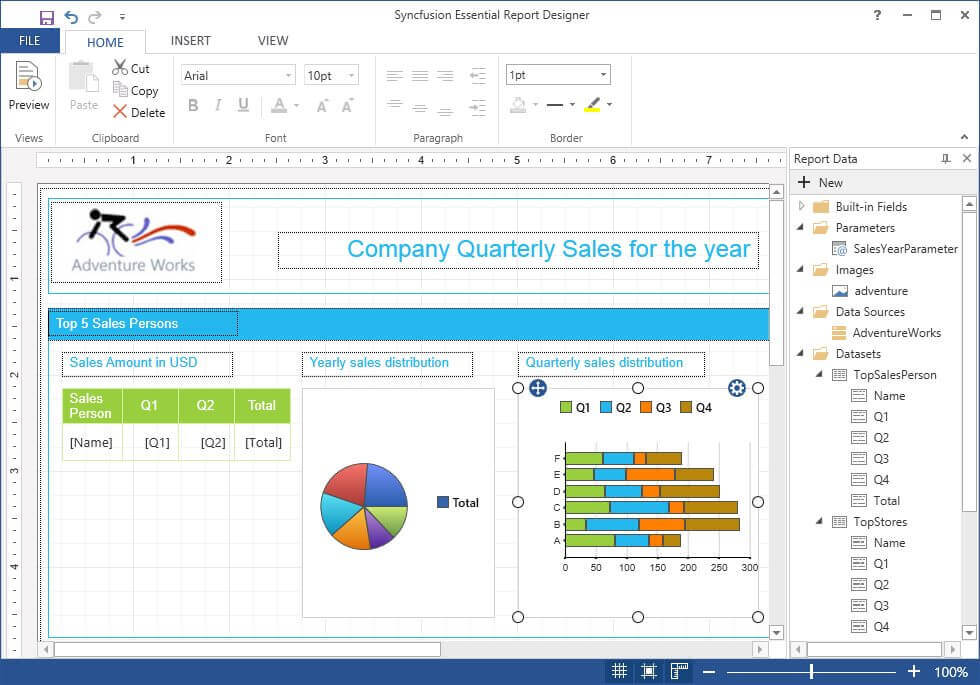 Syncfusion Essential Report Designer
?
FILE HOME INSERT VIEW
Preview
Paste
Cut
Copy
Delete
Arial 10pt
B I U A A A
1pt
Views Clipboard Font Paragraph Border
1 2 3 4 5 6 7
1
2
3
4
Adventure Works
Company Quarterly Sales for the year
Top 5 Sales Persons
Sales Amount in USD
Yearly sales distribution
Quarterly sales distribution
Sales Person Q1 Q2 Total
[Name] [Q1] [Q2] [Total]
Total
Q1 Q2 Q3 Q4
F
E
D
C
B
A
0 50 100 150 200 250 300
Report Data
New
Built-in Fields
Parameters
SalesYearParameter
Images
adventure
Data Sources
AdventureWorks
Datasets
TopSalesPerson
Name
Q1
Q2
Q3
Q4
Total
TopStores
Name
Q1
Q2
Q3
Q4
100%